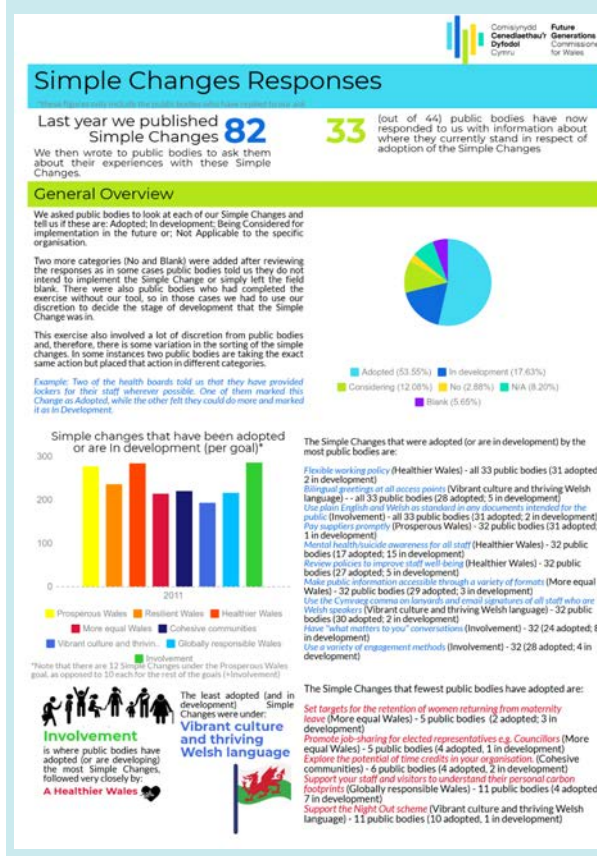 Comisiynydd
Cenedlaethau'r
Dyfodol
Cymru
Future
Generations
Commissioner
for Wales
Simple Changes Responses
*these figures only include the public bodies who have replied to our
Last year we published
Simple Changes 82
We then wrote to public bodies to ask them
about their experiences with these Simple
Changes.
33
(out of 44) public bodies have now
responded to us with information about
where they currently stand in respect of
adoption of the Simple Changes
General Overview
We asked public bodies to look at each of our Simple Changes and
tell us if these are: Adopted; In development; Being Considered for
implementation in the future or; Not Applicable to the specific
organisation.
Two more categories (No and Blank) were added after reviewing
the responses as in some cases public bodies told us they do not
intend to implement the Simple Change or simply left the field
blank. There were also public bodies who had completed the
exercise without our tool, so in those cases we had to use our
discretion to decide the stage of development that the Simple
Change was in.
This exercise also involved a lot of discretion from public bodies
and, therefore, there is some variation in the sorting of the simple
changes. In some instances two public bodies are taking the exact
same action but placed that action in different categories.
Example: Two of the health boards told us that they have provided
lockers for their staff wherever possible. One of them marked this
Change as Adopted, while the other felt they could do more and marked
it as In Development.
Adopted (53.55%) In development (17.63%)
Considering (12.08%) No (2.88%) N/A (8.20%)
Blank (5.65%)
Simple changes that have been adopted
or are In development (per goal)*
300
200
100
0
2011
Prosperous Wales Resilient Wales Healthier Wales
More equal Wales Cohesive communities
Vibrant culture and thrivin.. Globally responsible Wales
Involvement
*Note that there are 12 Simple Changes under the Prosperous Wales
goal, as opposed to 10 each for the rest of the goals (+Involvement)
Involvement
is where public bodies have
adopted (or are developing)
the most Simple Changes,
followed very closely by:
A Healthier Wales
The least adopted (and in
development) Simple
Changes were under:
Vibrant culture
and thriving
Welsh language
The Simple Changes that were adopted (or are in development) by the
most public bodies are:
Flexible working policy (Healthier Wales) - all 33 public bodies (31 adopted,
2 in development)
Bilingual greetings at all access points (Vibrant culture and thriving Welsh
language) - - all 33 public bodies (28 adopted; 5 in development)
Use plain English and Welsh as standard in any documents intended for the
public (Involvement) - all 33 public bodies (31 adopted; 2 in development)
Pay suppliers promptly (Prosperous Wales) - 32 public bodies (31 adopted;
1 in development)
Mental health/suicide awareness for all staff (Healthier Wales) - 32 public
bodies (17 adopted; 15 in development)
Review policies to improve staff well-being (Healthier Wales) - 32 public
bodies (27 adopted; 5 in development)
Make public information accessible through a variety of formats (More equal
Wales) - 32 public bodies (29 adopted; 3 in development)
Use the Cymraeg comma on lanyards and email signatures of all staff who are
Welsh speakers (Vibrant culture and thriving Welsh language) - 32 public
bodies (30 adopted; 2 in development)
Have "what matters to you" conversations (Involvement) - 32 (24 adopted; 8
in development)
Use a variety of engagement methods (Involvement) - 32 (28 adopted; 4 in
development)
The Simple Changes that fewest public bodies have adopted are:
Set targets for the retention of women returning from maternity
leave (More equal Wales) - 5 public bodies (2 adopted; 3 in
development)
Promote job-sharing for elected representatives e.g. Councillors (More
equal Wales) - 5 public bodies (4 adopted, 1 in development)
Explore the potential of time credits in your organisation. (Cohesive
communities) - 6 public bodies (4 adopted, 2 in development)
Support your staff and visitors to understand their personal carbon
footprints (Globally responsible Wales) - 11 public bodies (4 adopted,
7 in development)
Support the Night Out scheme (Vibrant culture and thriving Welsh
language) - 11 public bodies (10 adopted, 1 in development)